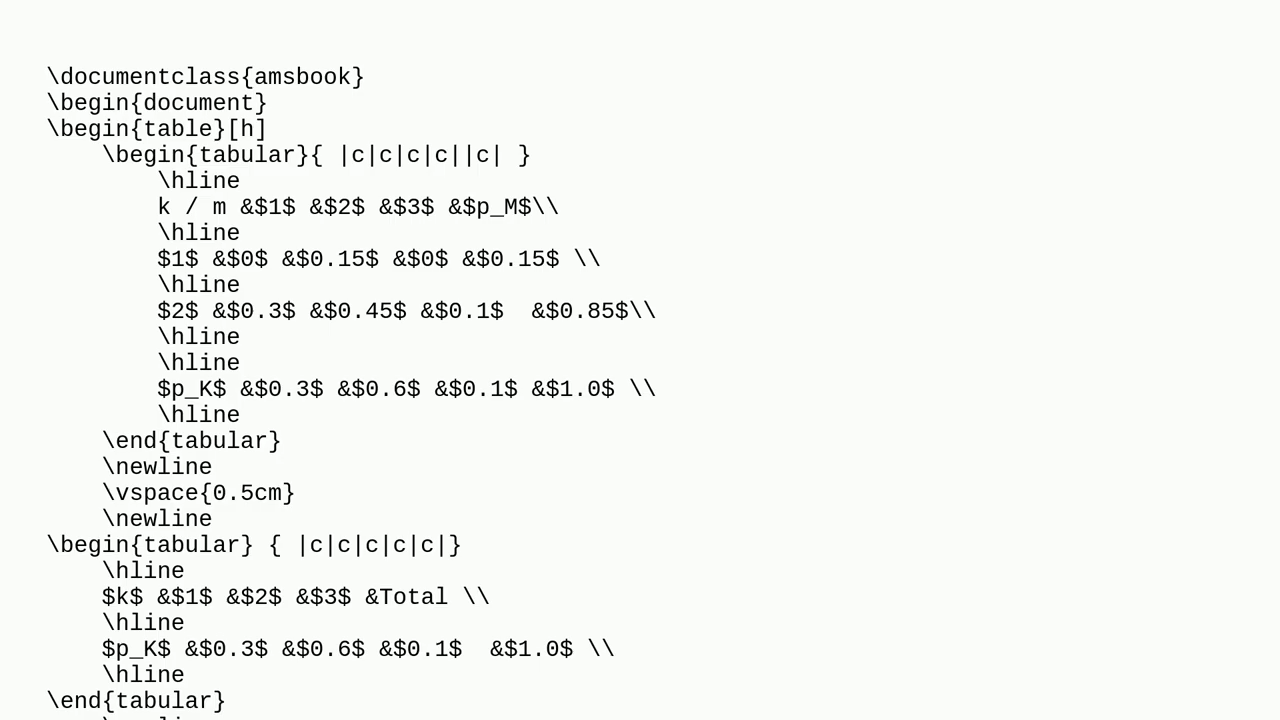 \documentclass{amsbook}
\begin{document}
\begin{table}[h]
    \begin{tabular}{ |c|c|c|c||c| }
        \hline
        k / m &$1$ &$2$ &$3$ &$p_M$\\
        \hline
        $1$ &$0$ &$0.15$ &$0$ &$0.15$ \\
        \hline
        $2$ &$0.3$ &$0.45$ &$0.1$  &$0.85$\\
        \hline
        \hline
        $p_K$ &$0.3$ &$0.6$ &$0.1$ &$1.0$ \\
        \hline
    \end{tabular}
    \newline
    \vspace{0.5cm}
    \newline
\begin{tabular} { |c|c|c|c|c|}
    \hline
    $k$ &$1$ &$2$ &$3$ &Total \\
    \hline
    $p_K$ &$0.3$ &$0.6$ &$0.1$  &$1.0$ \\
    \hline
\end{tabular}